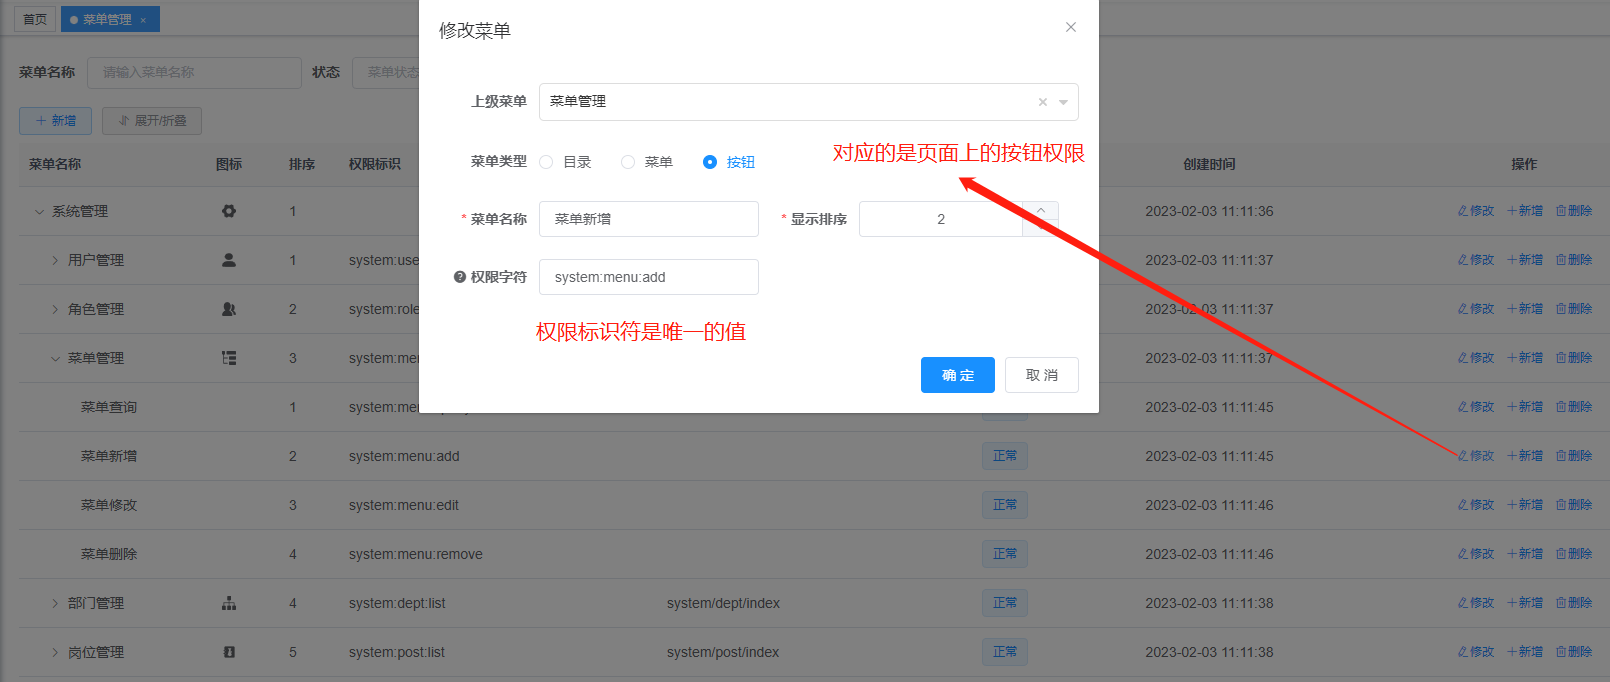 首页
菜单管理 ×
修改菜单
菜单名称 请输入菜单名称 状态 菜单状态
上级菜单 菜单管理
+ 新增 展开/折叠
菜单类型 目录 菜单 按钮
对应的是页面上的按钮权限
菜单名称 图标 排序 权限标识 创建时间 操作
* 菜单名称 菜单新增 * 显示排序 2
权限字符 system:menu:add
权限标识符是唯一的值
确 定 取 消
系统管理 1 2023-02-03 11:11:36 修改 +新增 删除
用户管理 1 system:use 2023-02-03 11:11:37 修改 +新增 删除
角色管理 2 system:role 2023-02-03 11:11:37 修改 +新增 删除
菜单管理 3 system:me 2023-02-03 11:11:37 修改 +新增 删除
菜单查询 1 system:me 2023-02-03 11:11:45 修改 +新增 删除
菜单新增 2 system:menu:add 正常 2023-02-03 11:11:45 修改 +新增 删除
菜单修改 3 system:menu:edit 正常 2023-02-03 11:11:46 修改 +新增 删除
菜单删除 4 system:menu:remove 正常 2023-02-03 11:11:46 修改 +新增 删除
部门管理 4 system:dept:list system/dept/index 正常 2023-02-03 11:11:38 修改 +新增 删除
岗位管理 5 system:post:list system/post/index 正常 2023-02-03 11:11:38 修改 +新增 删除